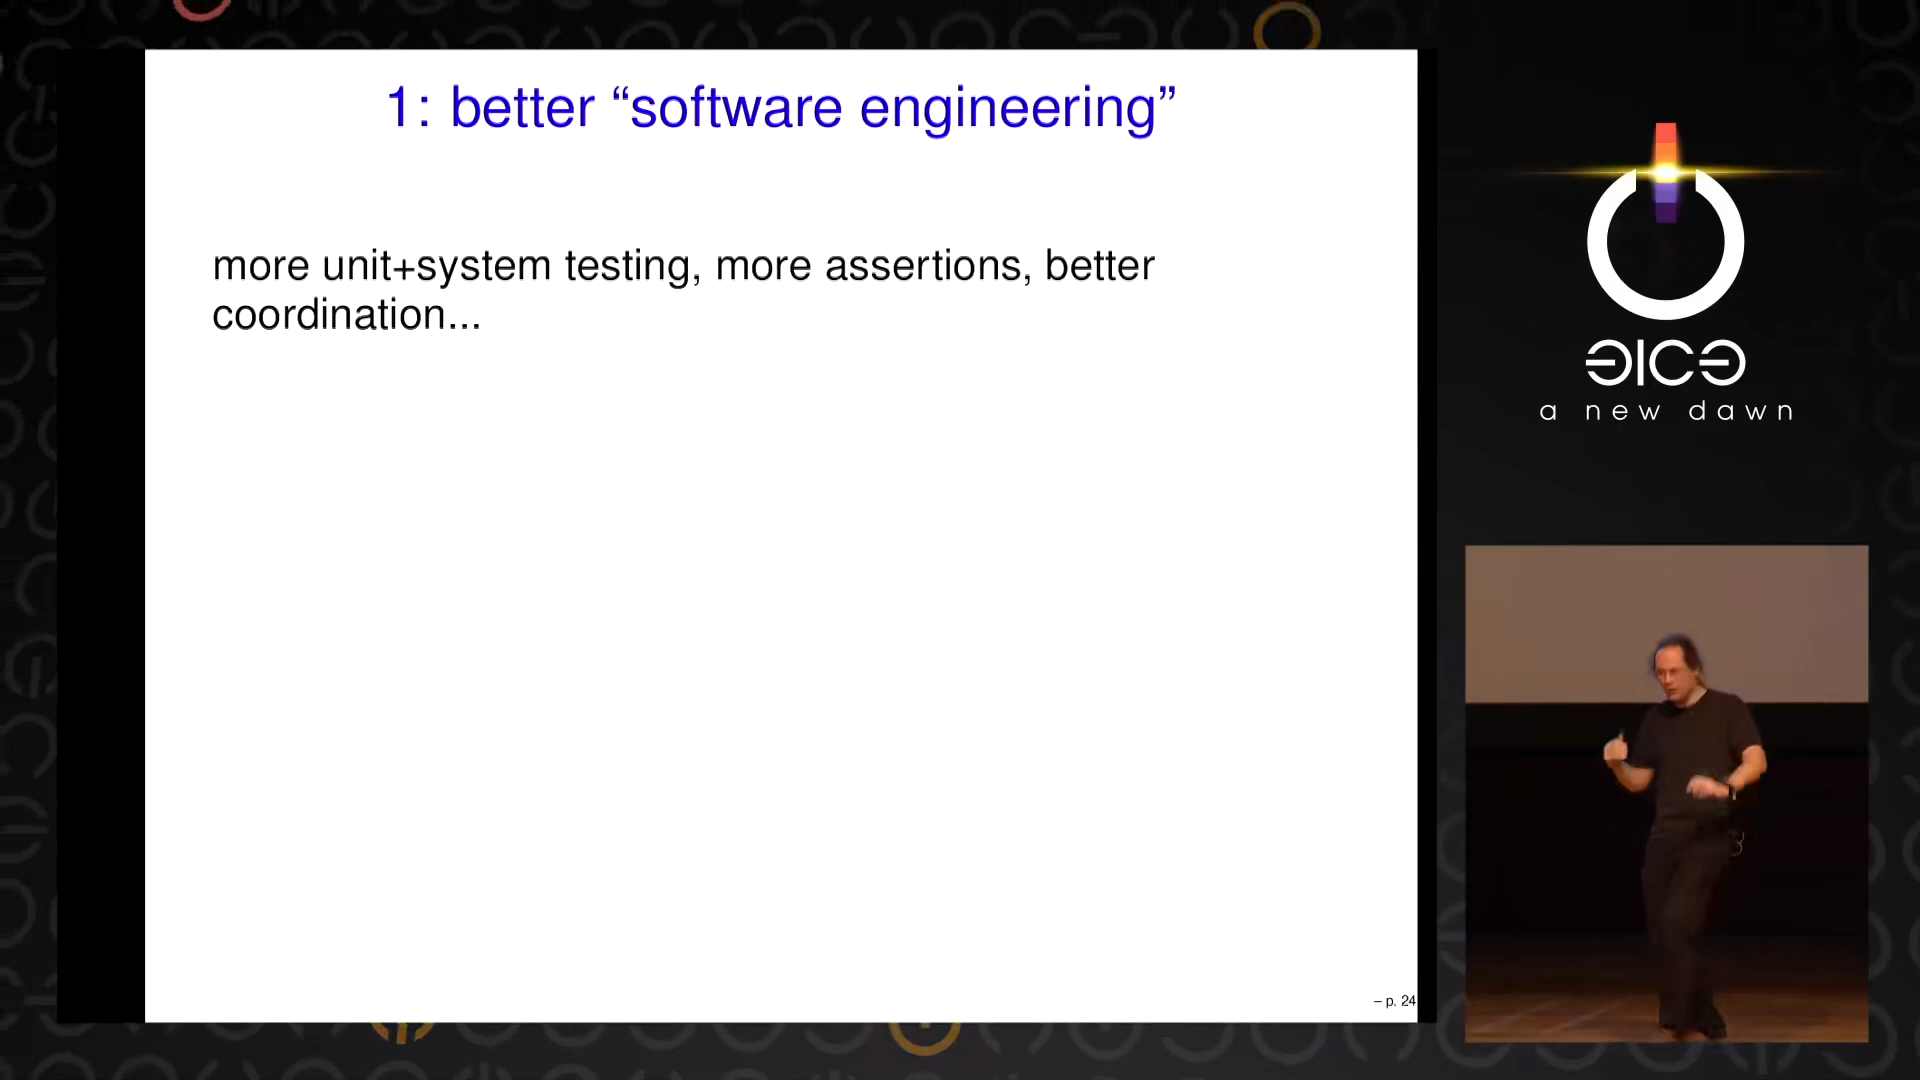 1: better “software engineering”
more unit+system testing, more assertions, better
coordination...
– p. 24
a new dawn